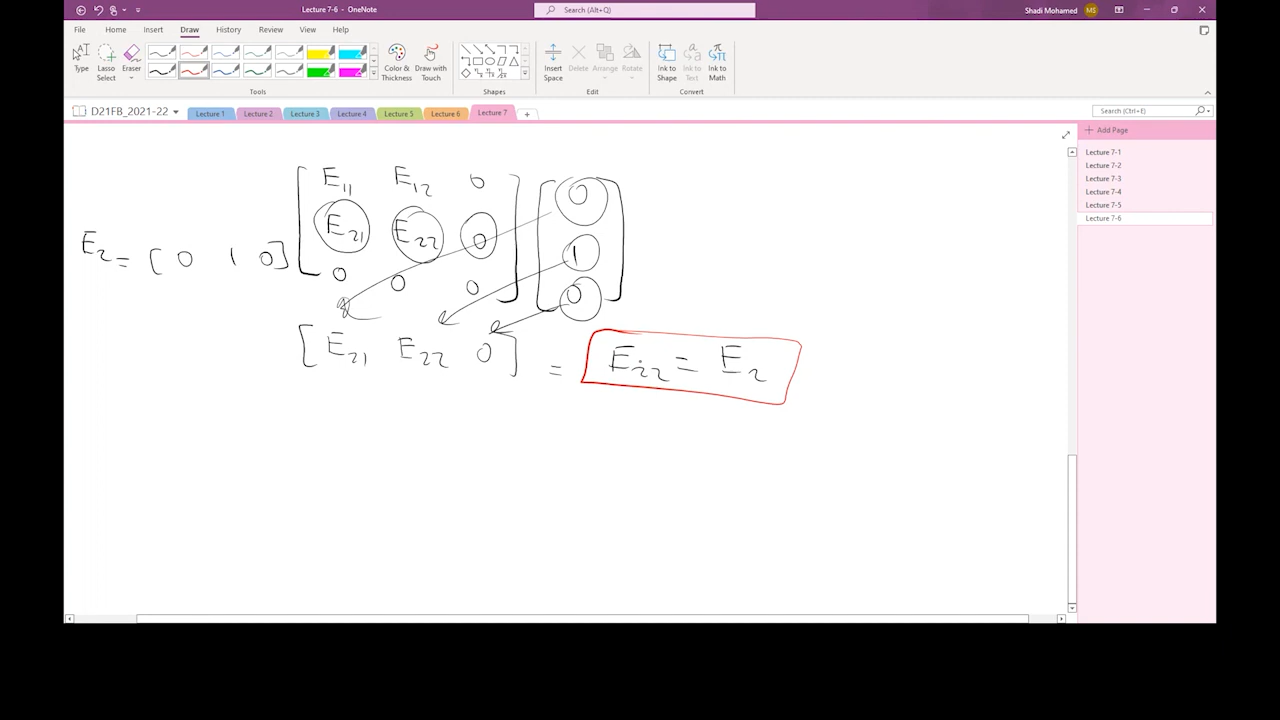 Lecture 7-6 - OneNote
Search (Alt+Q)
Shadi Mohamed
MS
File Home Insert Draw History Review View Help
Type
Lasso Select
Eraser
Color & Thickness
Draw with Touch
Insert Space
Delete
Arrange
Rotate
Ink to Shape
Ink to Text
Ink to Math
Tools
Shapes
Edit
Convert
D21FB_2021-22
Lecture 1 Lecture 2 Lecture 3 Lecture 4 Lecture 5 Lecture 6 Lecture 7
Search (Ctrl+E)
Add Page
Lecture 7-1
Lecture 7-2
Lecture 7-3
Lecture 7-4
Lecture 7-5
Lecture 7-6
E11 E12 0 0
E2 = [0 1 0] E21 E22 0 1
0 0 0 0
[E21 E22 0] = E22 = E2